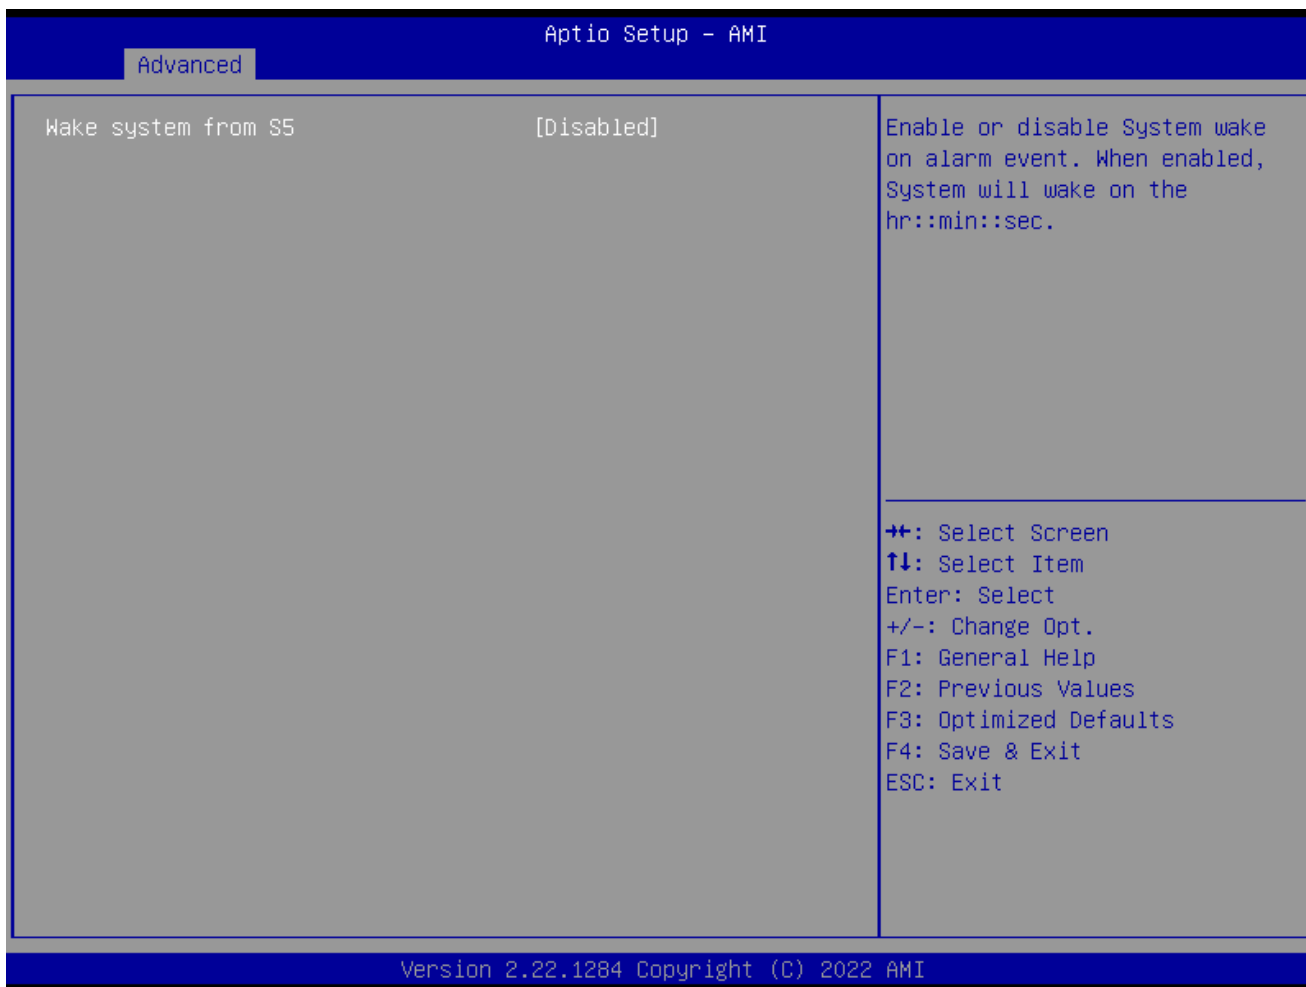 Aptio Setup – AMI
Advanced
Wake system from S5 [Disabled]
Enable or disable System wake
on alarm event. When enabled,
System will wake on the
hr::min::sec.
→←: Select Screen
↑↓: Select Item
Enter: Select
+/-: Change Opt.
F1: General Help
F2: Previous Values
F3: Optimized Defaults
F4: Save & Exit
ESC: Exit
Version 2.22.1284 Copyright (C) 2022 AMI